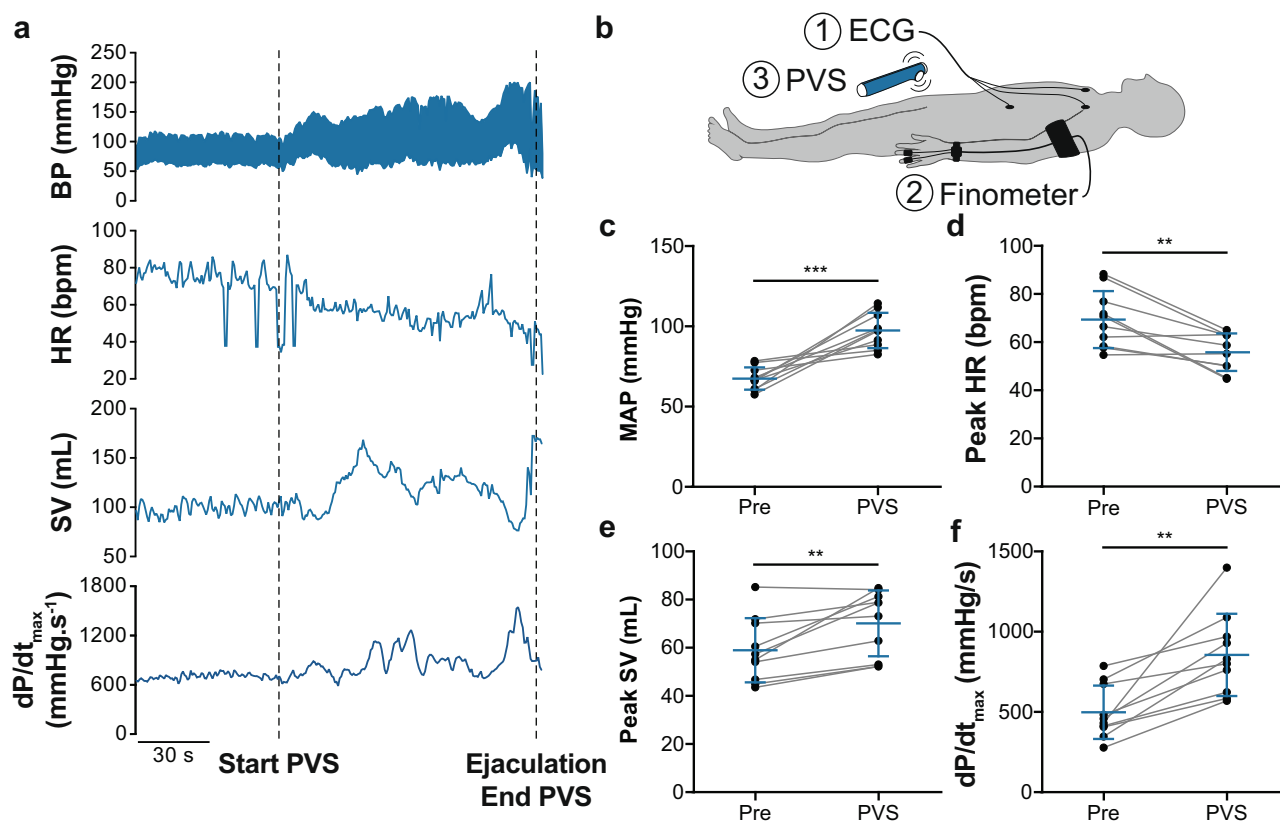 a
BP (mmHg)
250
200
150
100
50
0
HR (bpm)
100
80
60
40
20
SV (mL)
200
150
100
50
dP/dtmax
(mmHg.s-1)
1800
1200
600
0
30 s
Start PVS
Ejaculation
End PVS
b
1 ECG
3 PVS
2 Finometer
c
MAP (mmHg)
150
100
50
0
***
Pre PVS
d
Peak HR (bpm)
100
80
60
40
20
0
**
Pre PVS
e
Peak SV (mL)
100
80
60
40
20
0
**
Pre PVS
f
dP/dtmax (mmHg/s)
1500
1000
500
0
**
Pre PVS